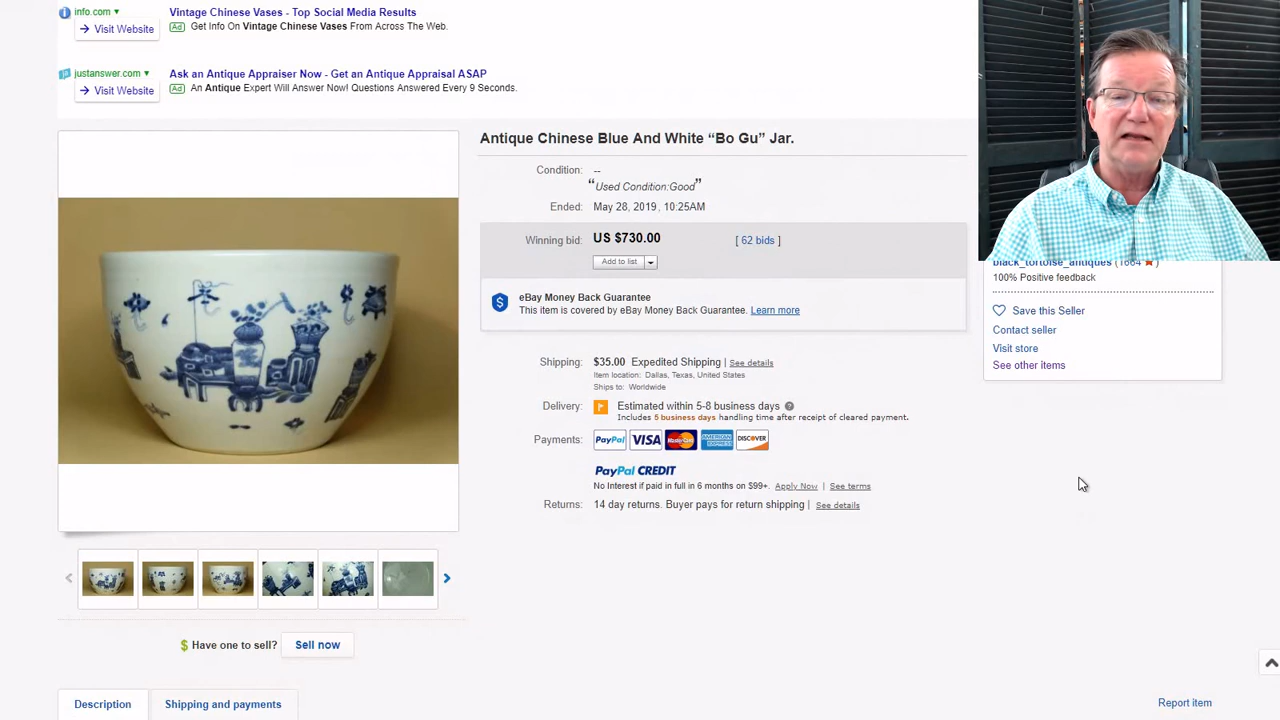 info.com
Visit Website
Vintage Chinese Vases - Top Social Media Results
Ad Get Info On Vintage Chinese Vases From Across The Web.
justanswer.com
Visit Website
Ask an Antique Appraiser Now - Get an Antique Appraisal ASAP
Ad An Antique Expert Will Answer Now! Questions Answered Every 9 Seconds.
Antique Chinese Blue And White “Bo Gu” Jar.
Condition: --
“Used Condition:Good”
Ended: May 28, 2019 , 10:25AM
Winning bid: US $730.00 [ 62 bids ]
Add to list
eBay Money Back Guarantee
This item is covered by eBay Money Back Guarantee. Learn more
Shipping: $35.00 Expedited Shipping | See details
Item location: Dallas, Texas, United States
Ships to: Worldwide
Delivery: Estimated within 5-8 business days
Includes 5 business days handling time after receipt of cleared payment.
Payments: PayPal VISA MasterCard AMERICAN EXPRESS DISCOVER
PayPal CREDIT
No Interest if paid in full in 6 months on $99+. Apply Now | See terms
Returns: 14 day returns. Buyer pays for return shipping | See details
black_tortoise_antiques (1664)
100% Positive feedback
Save this Seller
Contact seller
Visit store
See other items
$ Have one to sell? Sell now
Description
Shipping and payments
Report item